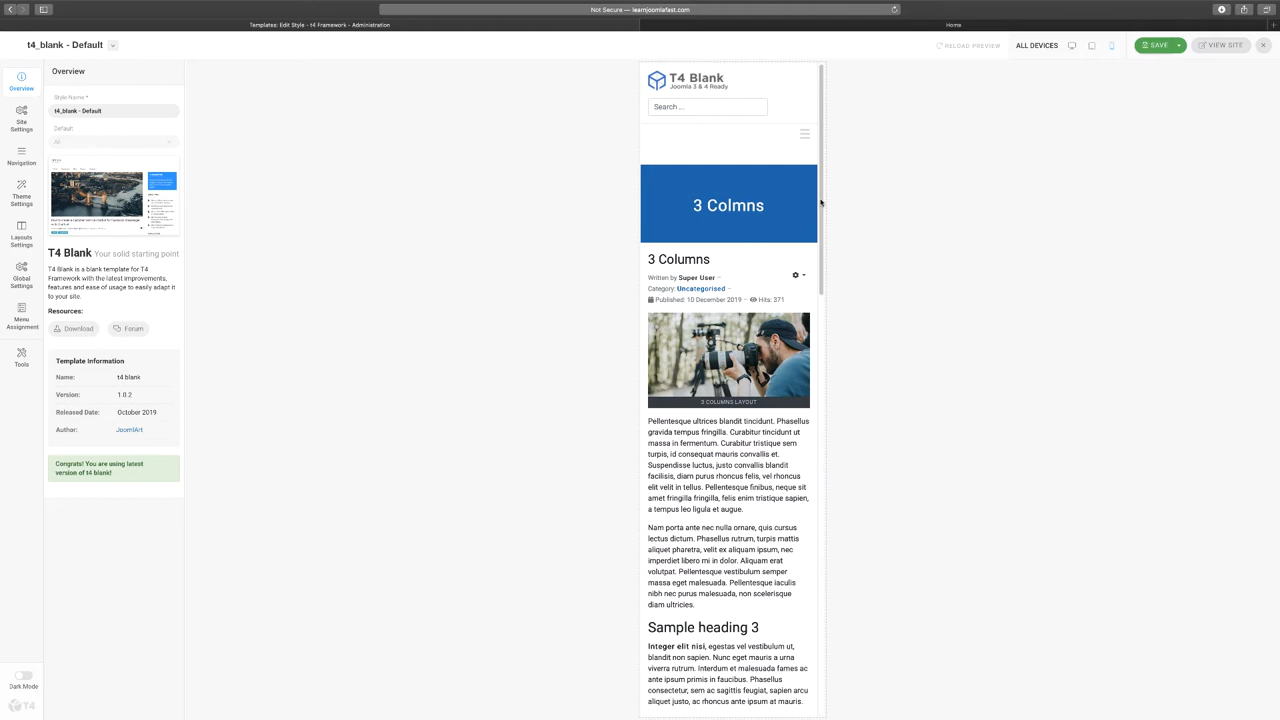 Not Secure — learnjoomlafast.com
Templates: Edit Style - t4 Framework - Administration
Home
t4_blank - Default
RELOAD PREVIEW
ALL DEVICES
SAVE
VIEW SITE
Overview
Site
Settings
Navigation
Theme
Settings
Layouts
Settings
Global
Settings
Menu
Assignment
Tools
Dark Mode
T4
Overview
Style Name *
t4_blank - Default
Default
All
T4 Blank Your solid starting point
T4 Blank is a blank template for T4
Framework with the latest improvements,
features and ease of usage to easily adapt it
to your site.
Resources:
Download
Forum
Template Information
Name: t4 blank
Version: 1.0.2
Released Date: October 2019
Author: JoomlArt
Congrats! You are using latest
version of t4 blank!
T4 Blank
Joomla 3 & 4 Ready
Search ...
3 Colmns
3 Columns
Written by Super User –
Category: Uncategorised –
Published: 10 December 2019 – Hits: 371
3 COLUMNS LAYOUT
Pellentesque ultrices blandit tincidunt. Phasellus
gravida tempus fringilla. Curabitur tincidunt ut
massa in fermentum. Curabitur tristique sem
turpis, id consequat mauris convallis et.
Suspendisse luctus, justo convallis blandit
facilisis, diam purus rhoncus felis, vel rhoncus
elit velit in tellus. Pellentesque finibus, neque sit
amet fringilla fringilla, felis enim tristique sapien,
a tempus leo ligula et augue.
Nam porta ante nec nulla ornare, quis cursus
lectus dictum. Phasellus rutrum, turpis mattis
aliquet pharetra, velit ex aliquam ipsum, nec
imperdiet libero mi in dolor. Aliquam erat
volutpat. Pellentesque vestibulum semper
massa eget malesuada. Pellentesque iaculis
nibh nec purus malesuada, non scelerisque
diam ultricies.
Sample heading 3
Integer elit nisi, egestas vel vestibulum ut,
blandit non sapien. Nunc eget mauris a urna
viverra rutrum. Interdum et malesuada fames ac
ante ipsum primis in faucibus. Phasellus
consectetur, sem ac sagittis feugiat, sapien arcu
aliquet justo, ac rhoncus ante ipsum at mauris.